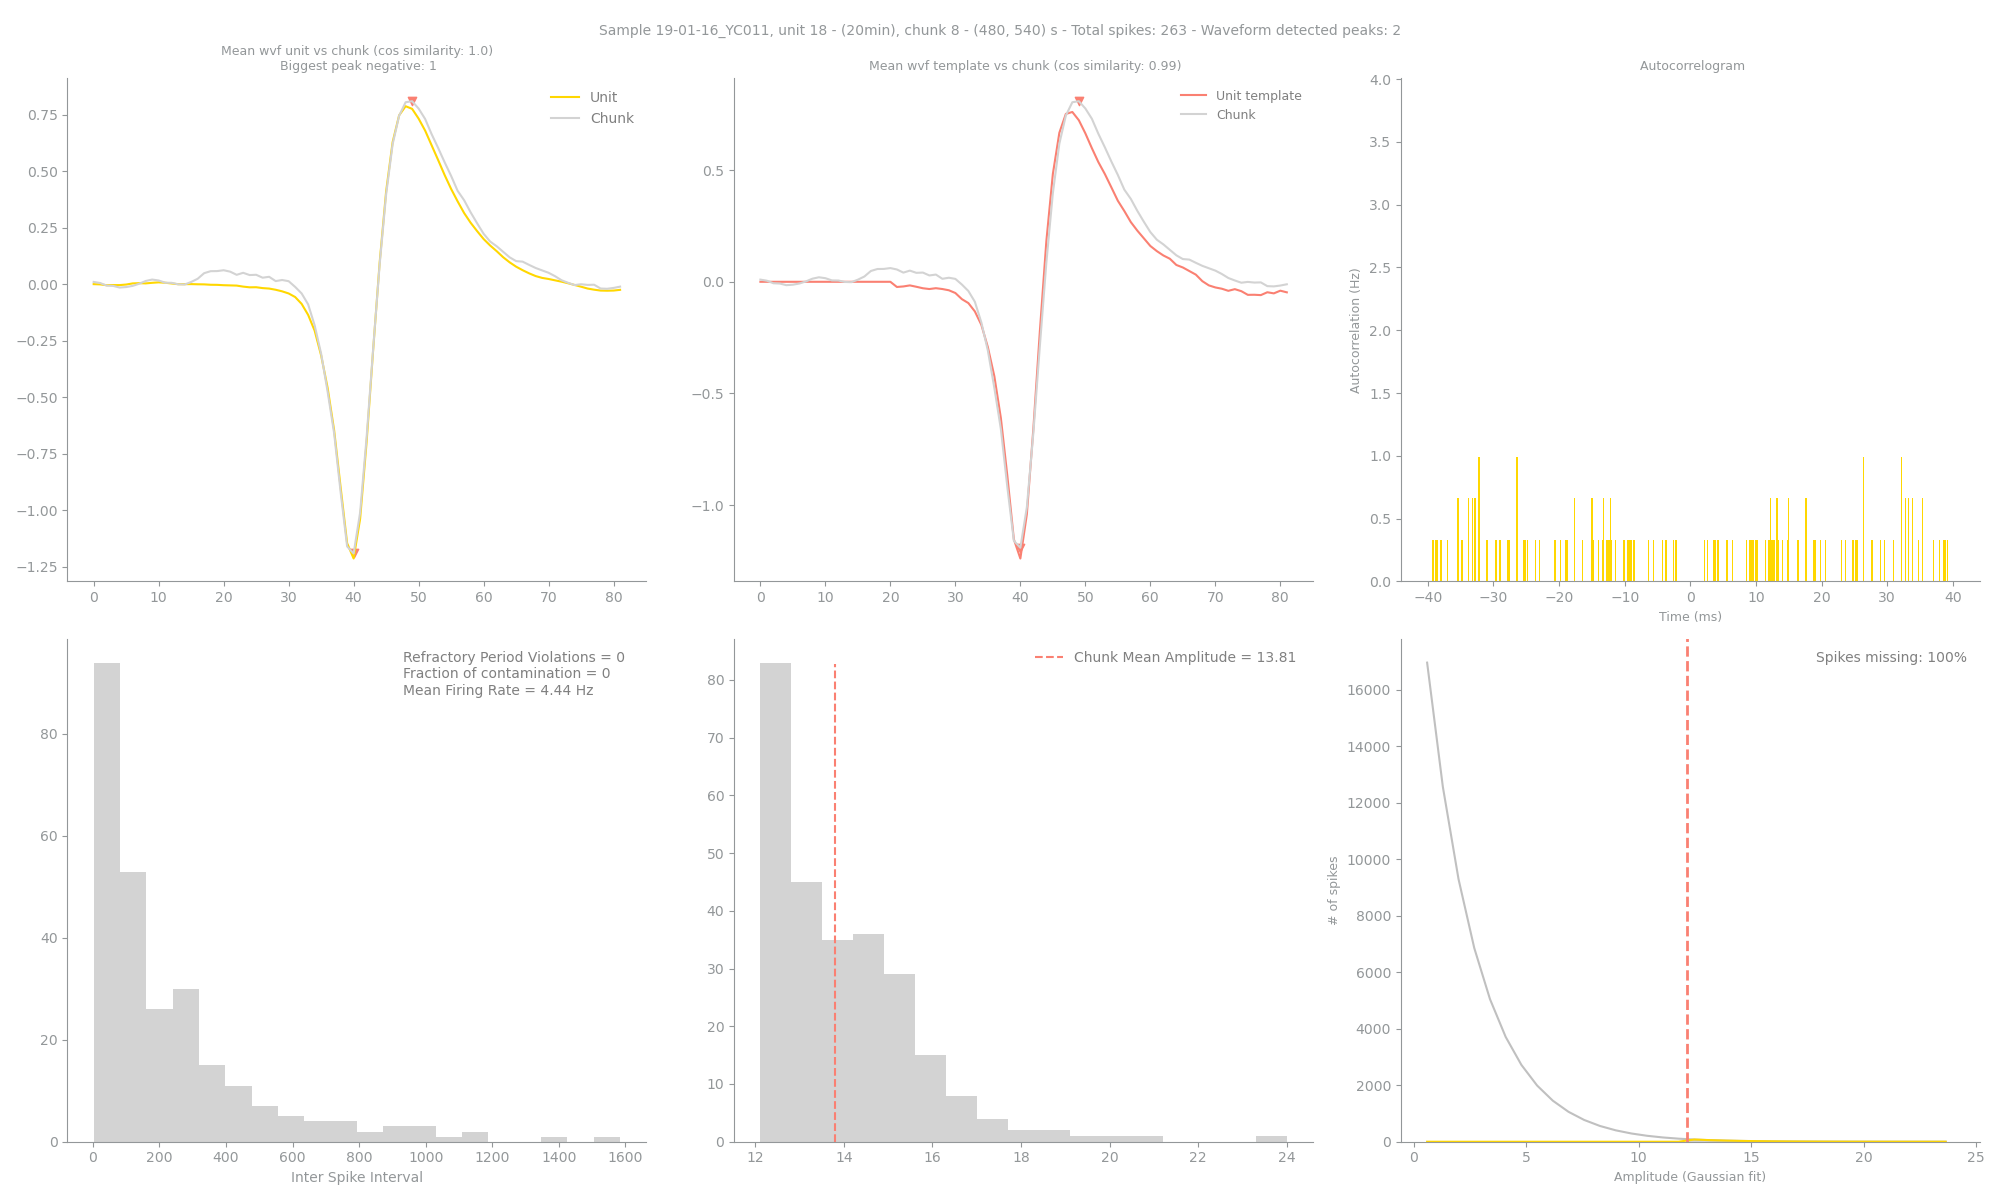 Sample 19-01-16_YC011, unit 18 - (20min), chunk 8 - (480, 540) s - Total spikes: 263 - Waveform detected peaks: 2
Mean wvf unit vs chunk (cos similarity: 1.0)
Biggest peak negative: 1
Unit
Chunk
0.75
0.50
0.25
0.00
−0.25
−0.50
−0.75
−1.00
−1.25
0 10 20 30 40 50 60 70 80
Mean wvf template vs chunk (cos similarity: 0.99)
Unit template
Chunk
0.5
0.0
−0.5
−1.0
0 10 20 30 40 50 60 70 80
Autocorrelogram
Autocorrelation (Hz)
4.0
3.5
3.0
2.5
2.0
1.5
1.0
0.5
0.0
−40 −30 −20 −10 0 10 20 30 40
Time (ms)
Refractory Period Violations = 0
Fraction of contamination = 0
Mean Firing Rate = 4.44 Hz
80
60
40
20
0
0 200 400 600 800 1000 1200 1400 1600
Inter Spike Interval
Chunk Mean Amplitude = 13.81
80
70
60
50
40
30
20
10
0
12 14 16 18 20 22 24
Spikes missing: 100%
# of spikes
16000
14000
12000
10000
8000
6000
4000
2000
0
0 5 10 15 20 25
Amplitude (Gaussian fit)